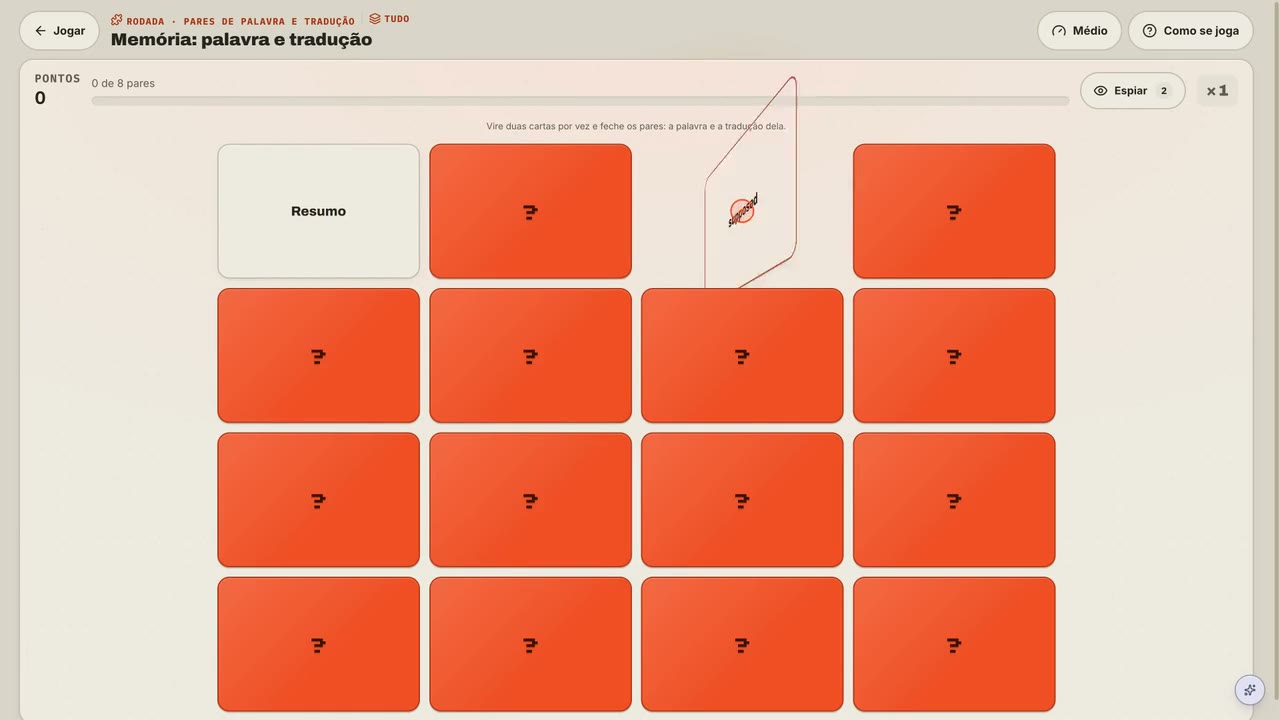 Jogar
RODADA · PARES DE PALAVRA E TRADUÇÃO
TUDO
Memória: palavra e tradução
Médio
Como se joga
PONTOS
0
0 de 8 pares
Espiar 2
×1
Vire duas cartas por vez e feche os pares: a palavra e a tradução dela.
Resumo
?
supposed
?
?
?
?
?
?
?
?
?
?
?
?
?